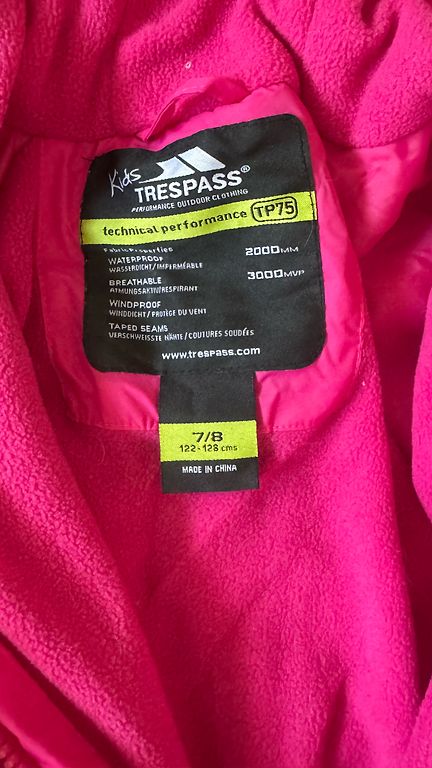 Kids
TRESPASS®
PERFORMANCE OUTDOOR CLOTHING
technical performance TP75
Fabric Properties
WATERPROOF 2000MM
WASSERDICHT/IMPERMÉABLE
BREATHABLE 3000MVP
ATMUNGSAKTIV/RESPIRANT
WINDPROOF
WINDDICHT/PROTÈGE DU VENT
TAPED SEAMS
VERSCHWEISSTE NÄHTE/COUTURES SOUDÉES
www.trespass.com
7/8
122-128 cms
MADE IN CHINA